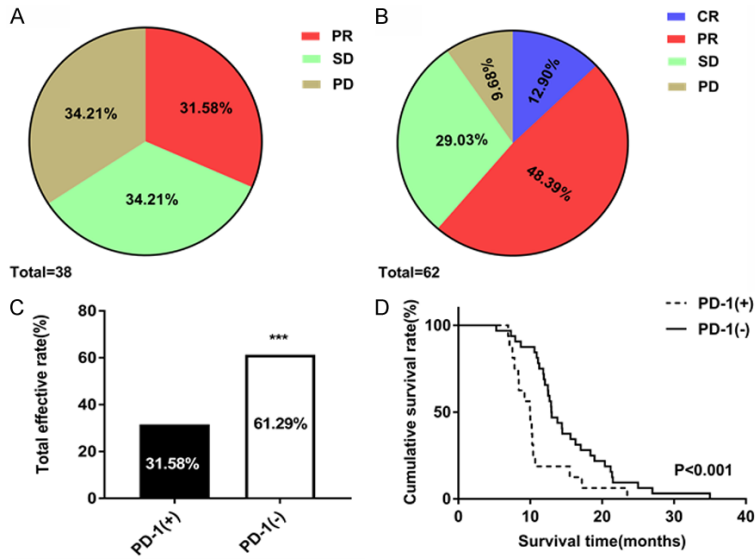 A
PR
SD
PD
31.58%
34.21%
34.21%
Total=38
B
CR
PR
SD
PD
12.90%
9.68%
29.03%
48.39%
Total=62
C
Total effective rate(%)
80
60
40
20
0
***
31.58%
61.29%
PD-1(+)
PD-1(-)
D
PD-1(+)
PD-1(-)
Cumulative survival rate(%)
100
50
0
P<0.001
0 10 20 30 40
Survival time(months)